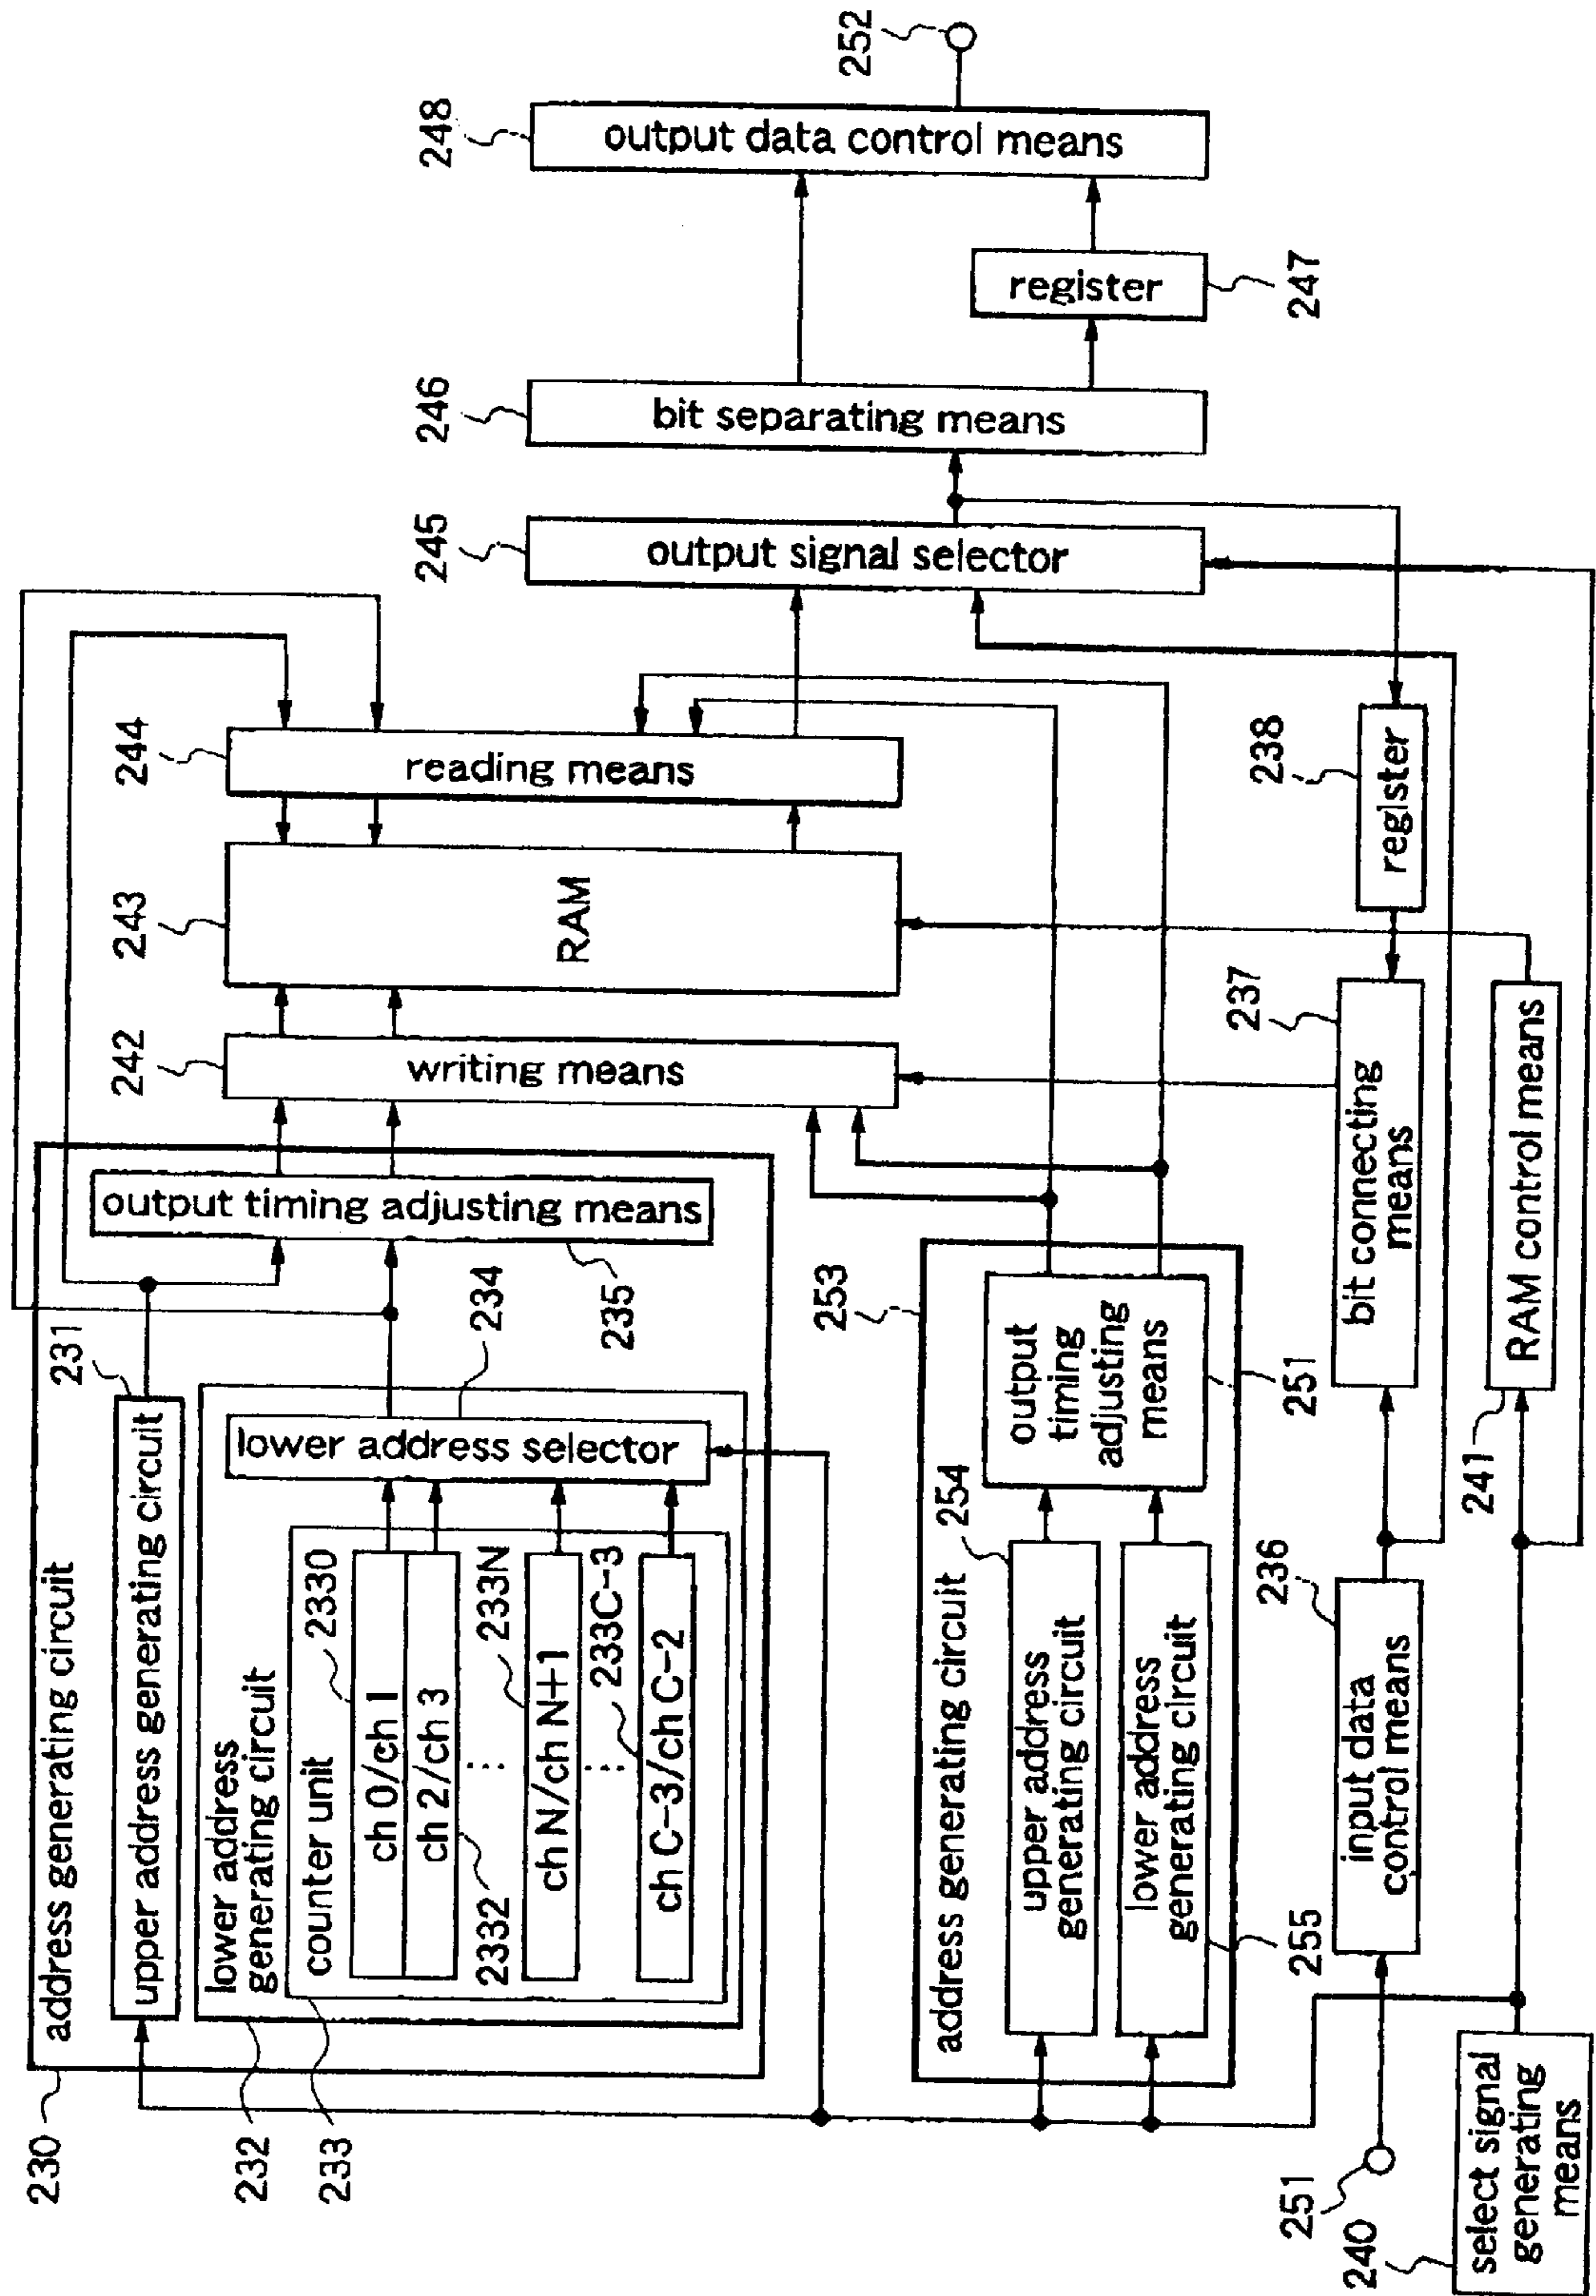 230
address generating circuit
231
upper address generating circuit
232
lower address
generating circuit
233
counter unit
2330
ch 0/ch 1
ch 2/ch 3
2332
233N
ch N/ch N+1
233C-3
ch C-3/ch C-2
lower address selector
234
output timing adjusting means
235
242
writing means
243
RAM
244
reading means
245
output signal selector
246
bit separating means
register
247
248
output data control means
252
253
address generating circuit
254
upper address
generating circuit
lower address
generating circuit
255
output
timing
adjusting
means
251
251
236
input data
control means
237
bit connecting
means
238
register
240
select signal
generating
means
241
RAM control means